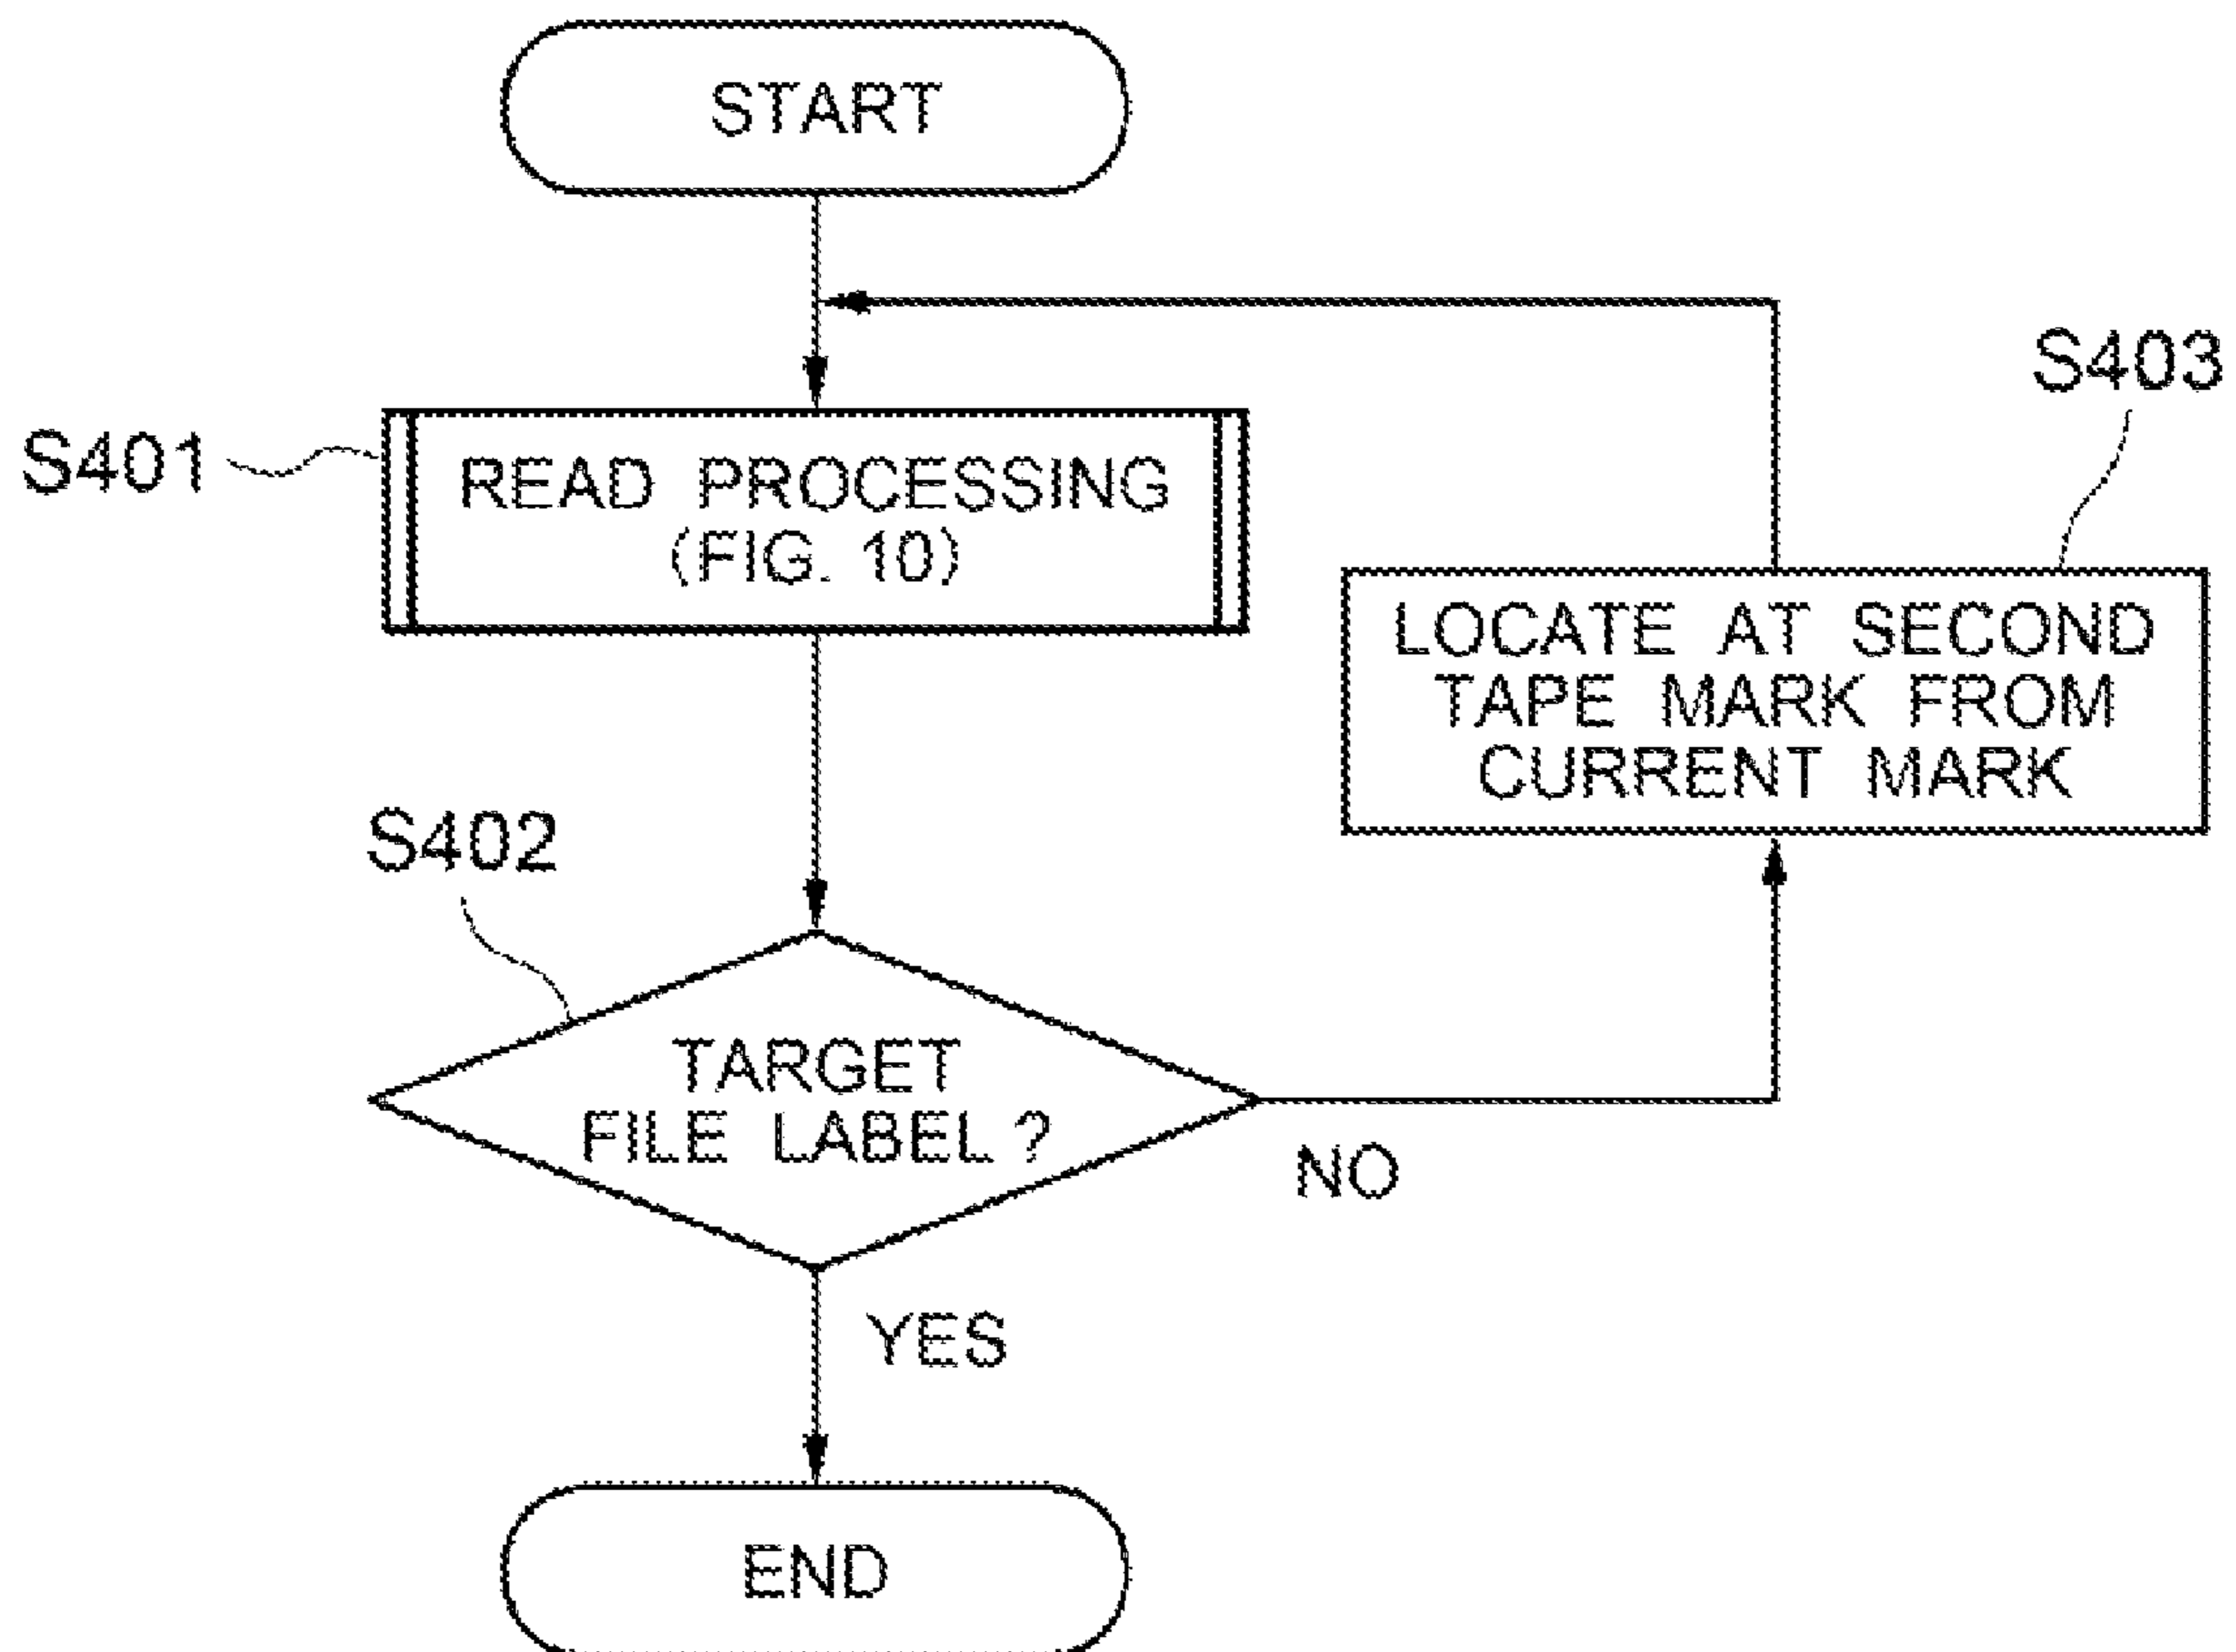 START
S403
S401
READ PROCESSING
(FIG. 10)
LOCATE AT SECOND
TAPE MARK FROM
CURRENT MARK
S402
TARGET
FILE LABEL ?
NO
YES
END